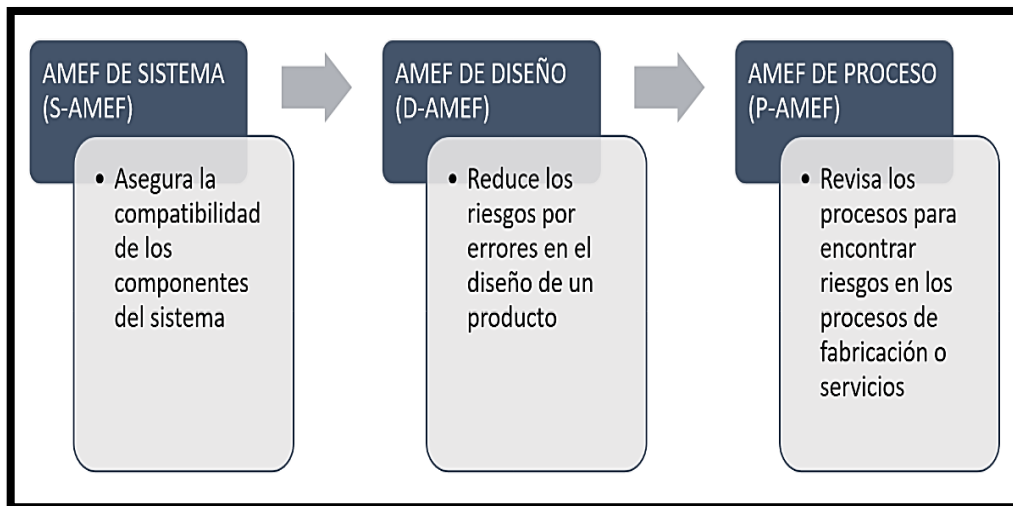 AMEF DE SISTEMA
(S-AMEF)
• Asegura la
compatibilidad
de los
componentes
del sistema
AMEF DE DISEÑO
(D-AMEF)
• Reduce los
riesgos por
errores en el
diseño de un
producto
AMEF DE PROCESO
(P-AMEF)
• Revisa los
procesos para
encontrar
riesgos en los
procesos de
fabricación o
servicios